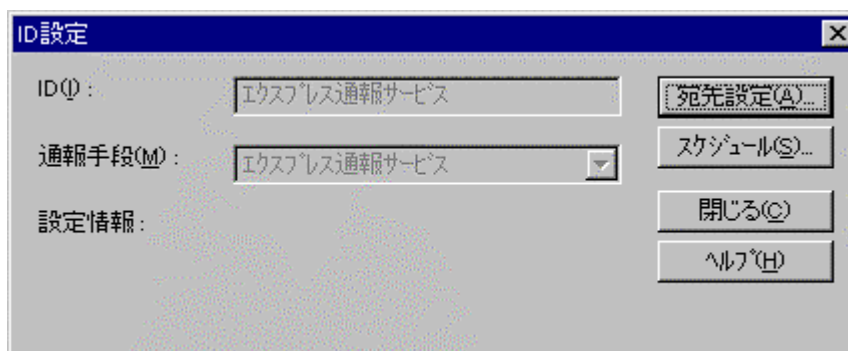 ID設定
ID(I) :
エクスプレス通報サービス
宛先設定(A)...
通報手段(M) :
エクスプレス通報サービス
スケジュール(S)...
設定情報 :
閉じる(C)
ヘルプ(H)